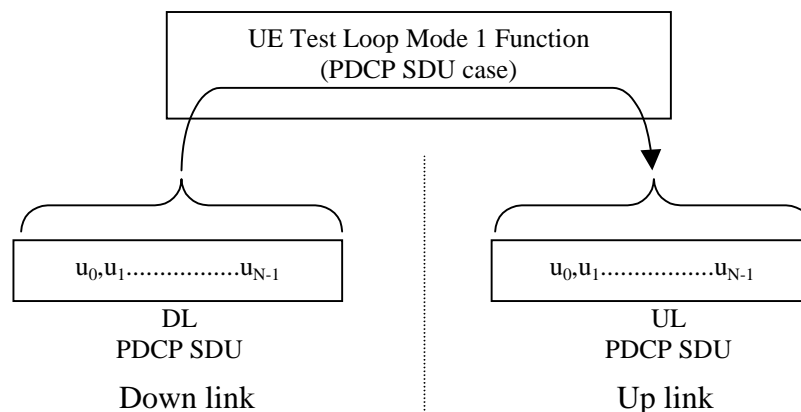 UE Test Loop Mode 1 Function
(PDCP SDU case)
u0,u1.................uN-1
u0,u1.................uN-1
DL
PDCP SDU
UL
PDCP SDU
Down link
Up link